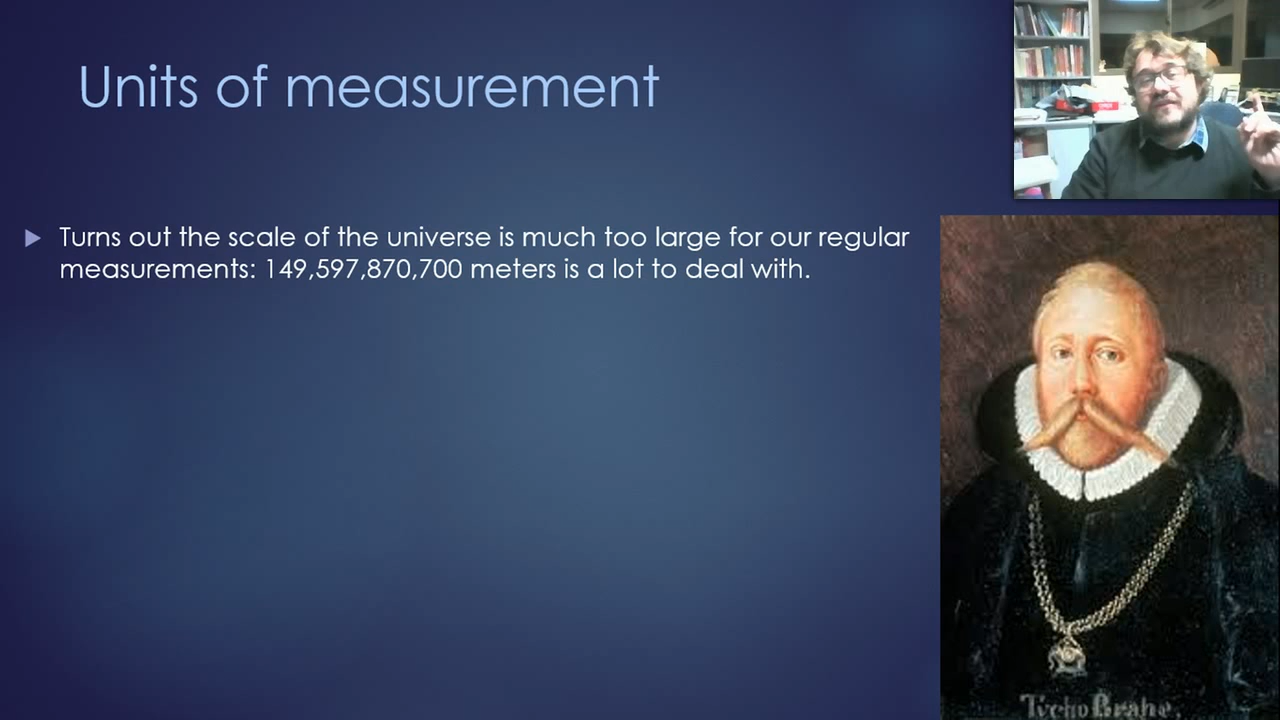 Units of measurement
Turns out the scale of the universe is much too large for our regular
measurements: 149,597,870,700 meters is a lot to deal with.
Tycho Brahe